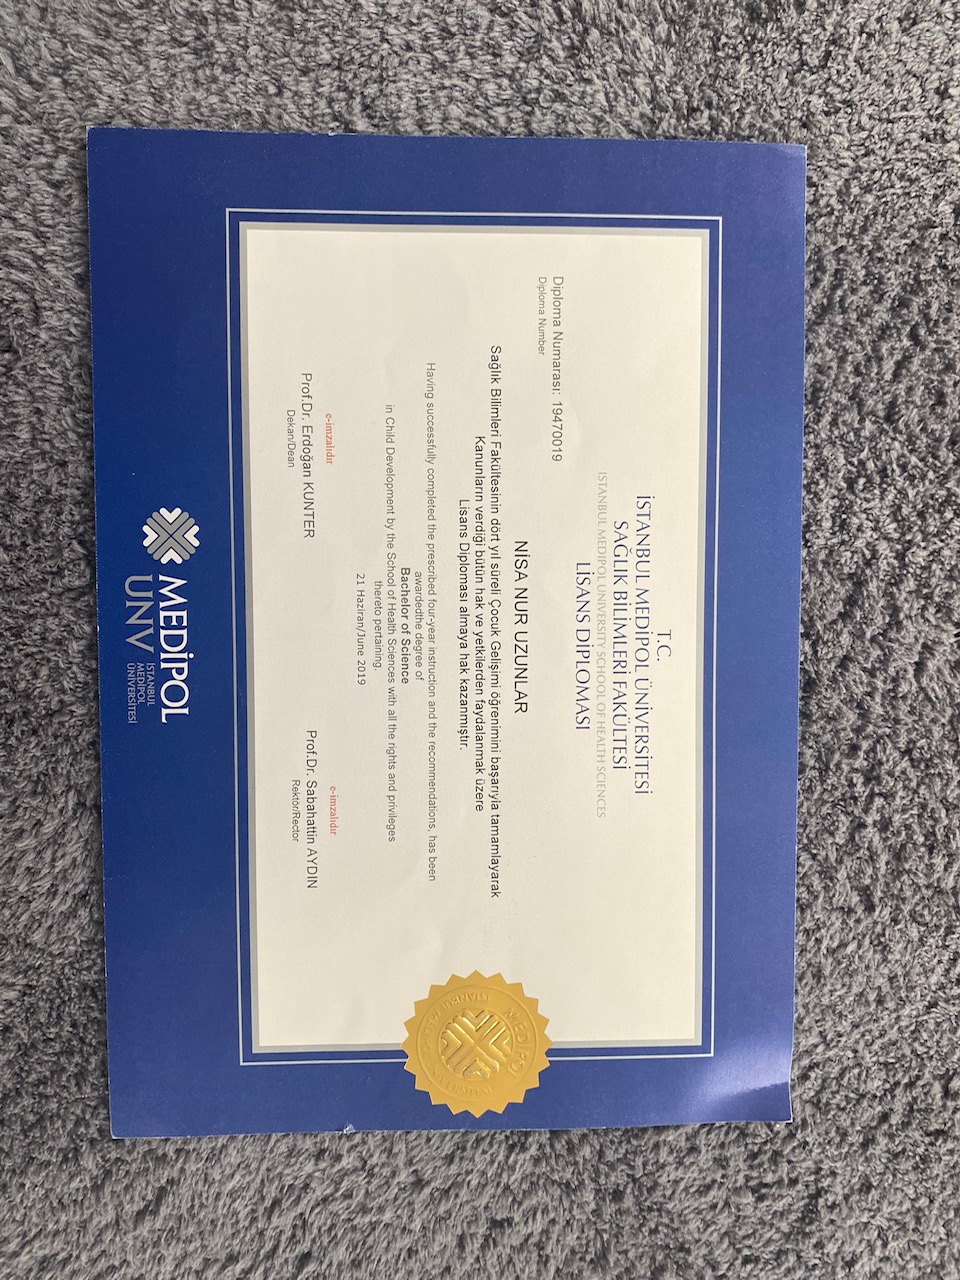 T.C.
İSTANBUL MEDİPOL ÜNİVERSİTESİ
SAĞLIK BİLİMLERİ FAKÜLTESİ
ISTANBUL MEDIPOL UNIVERSITY SCHOOL OF HEALTH SCIENCES
LİSANS DİPLOMASI
Diploma Numarası: 19470019
Diploma Number
NİSA NUR UZUNLAR
Sağlık Bilimleri Fakültesinin dört yıl süreli Çocuk Gelişimi öğrenimini başarıyla tamamlayarak
Kanunların verdiği bütün hak ve yetkilerden faydalanmak üzere
Lisans Diploması almaya hak kazanmıştır.
Having successfully completed the prescribed four-year instruction and the recommendations, has been
awardedthe degree of
Bachelor of Science
in Child Development by the School of Health Sciences with all the rights and privileges
thereto pertaining.
21 Haziran/June 2019
e-imzalıdır
Prof.Dr. Erdoğan KUNTER
Dekan/Dean
e-imzalıdır
Prof.Dr. Sabahattin AYDIN
Rektör/Rector
MEDİPOL
ÜNV
İSTANBUL
MEDİPOL
ÜNİVERSİTESİ
MEDİPOL